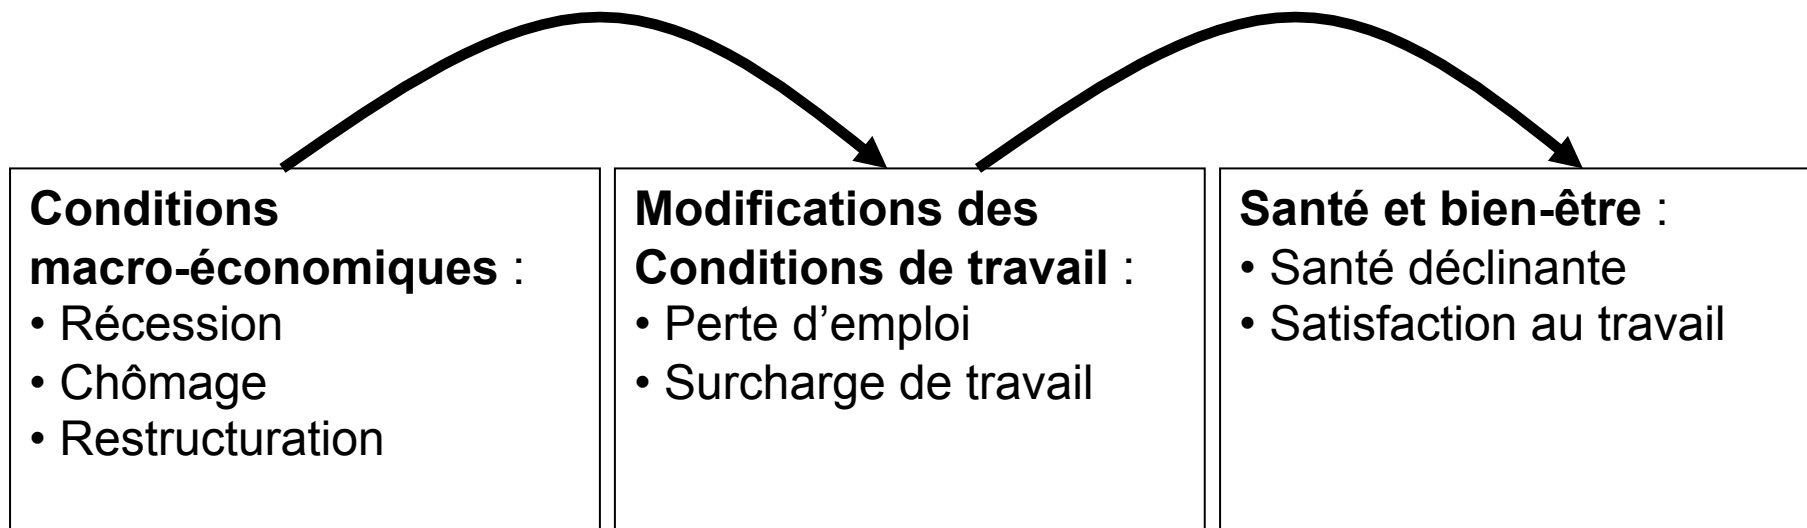 Conditions
macro-économiques :
• Récession
• Chômage
• Restructuration
Modifications des
Conditions de travail :
• Perte d’emploi
• Surcharge de travail
Santé et bien-être :
• Santé déclinante
• Satisfaction au travail